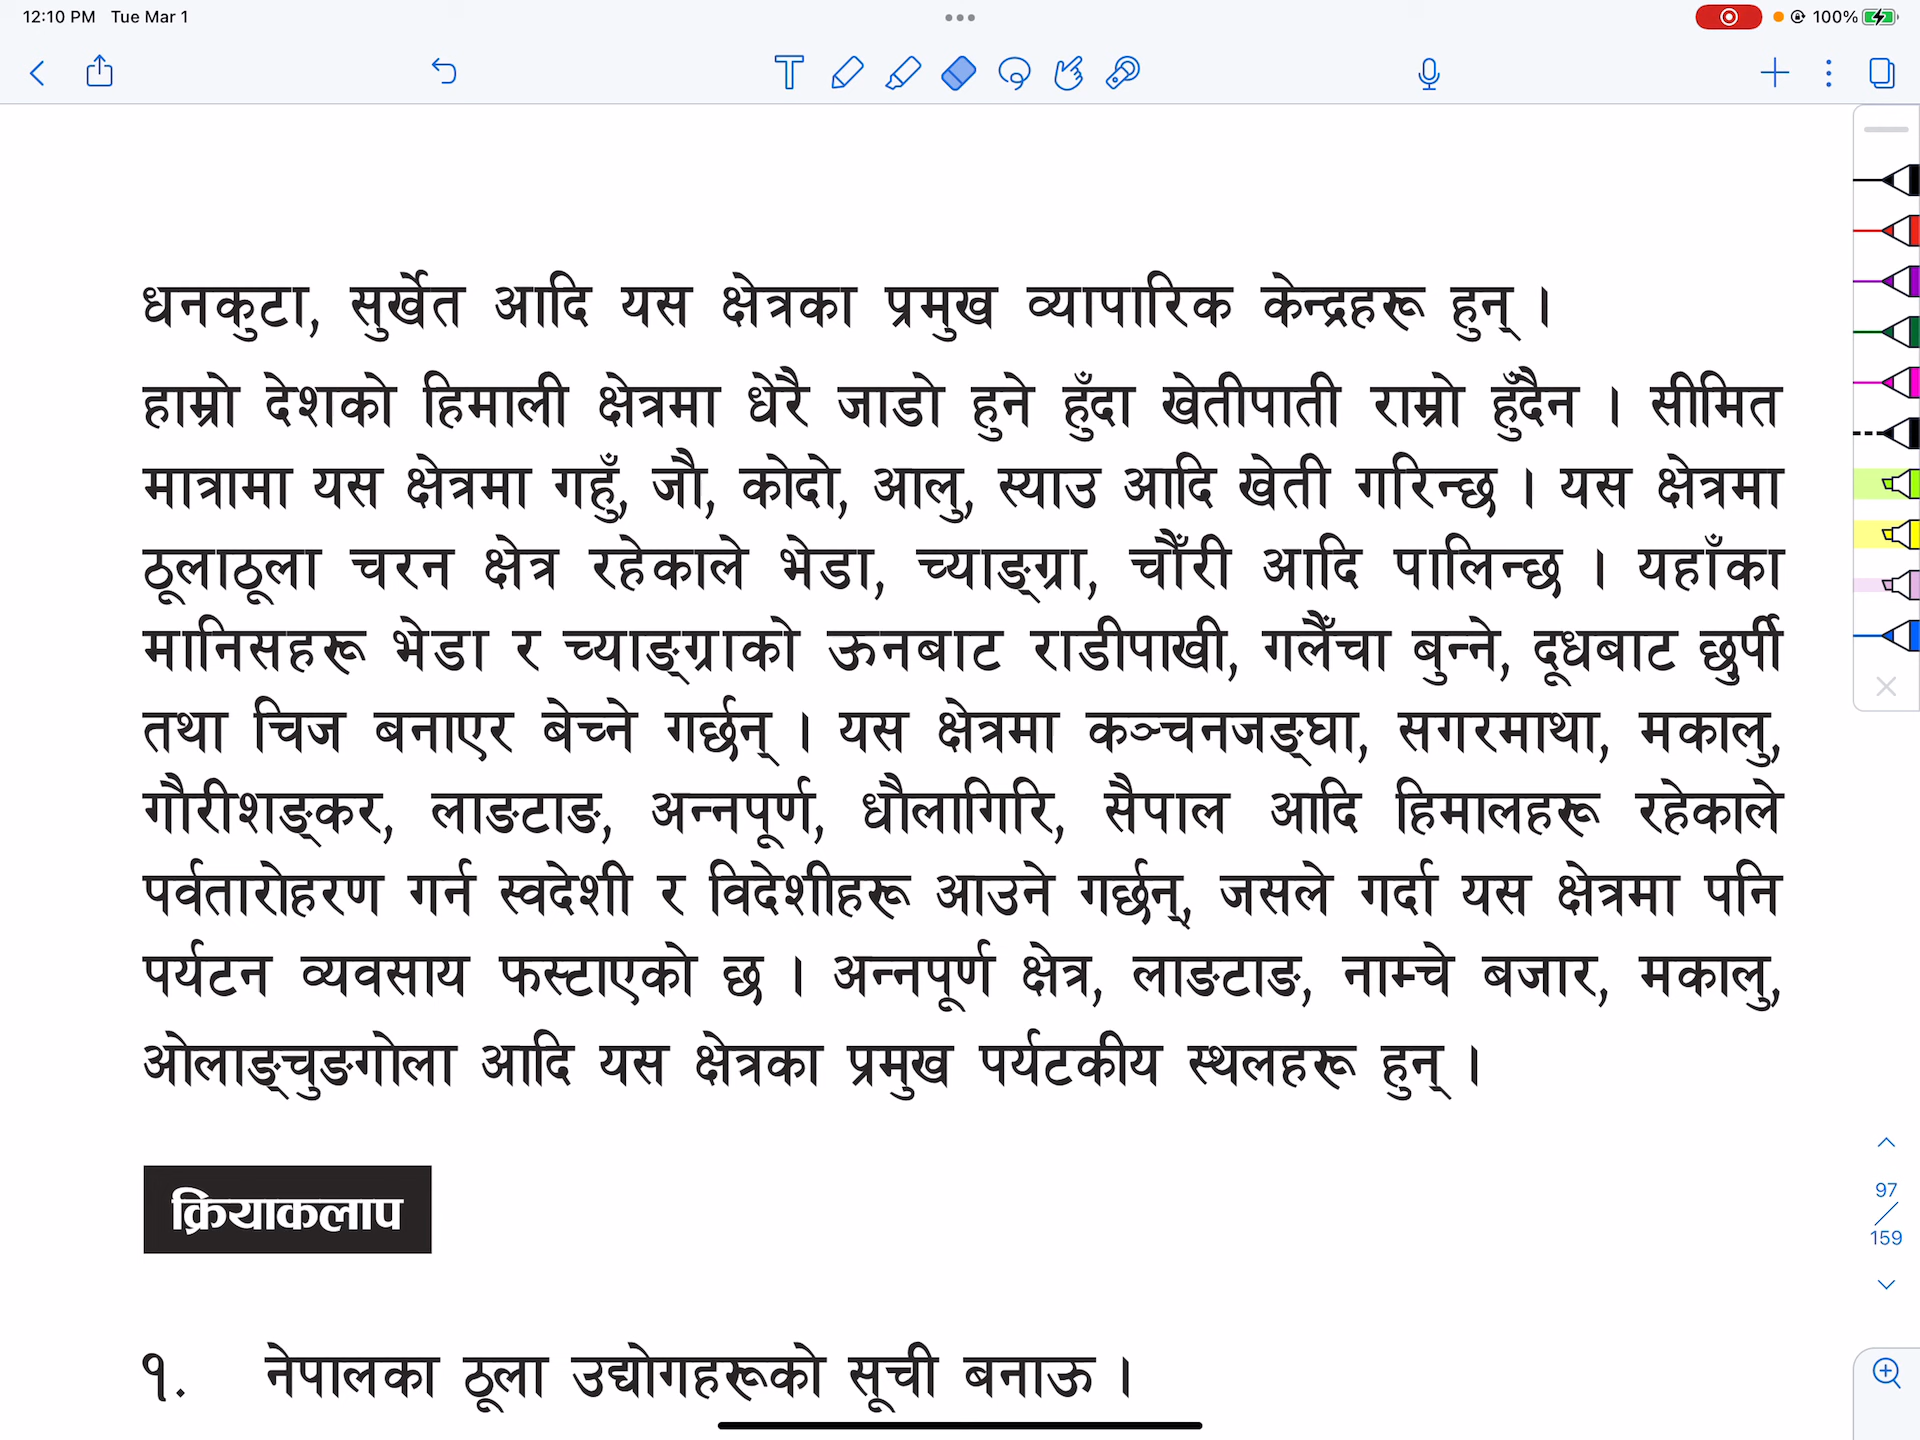 12:10 PM Tue Mar 1
100%
धनकुटा, सुर्खेत आदि यस क्षेत्रका प्रमुख व्यापारिक केन्द्रहरू हुन् ।
हाम्रो देशको हिमाली क्षेत्रमा धेरै जाडो हुने हुँदा खेतीपाती राम्रो हुँदैन । सीमित
मात्रामा यस क्षेत्रमा गहुँ, जौ, कोदो, आलु, स्याउ आदि खेती गरिन्छ । यस क्षेत्रमा
ठूलाठूला चरन क्षेत्र रहेकाले भेडा, च्याङ्ग्रा, चौँरी आदि पालिन्छ । यहाँका
मानिसहरू भेडा र च्याङ्ग्राको ऊनबाट राडीपाखी, गलैँचा बुन्ने, दूधबाट छुर्पी
तथा चिज बनाएर बेच्ने गर्छन् । यस क्षेत्रमा कञ्चनजङ्घा, सगरमाथा, मकालु,
गौरीशङ्कर, लाङटाङ, अन्नपूर्ण, धौलागिरि, सैपाल आदि हिमालहरू रहेकाले
पर्वतारोहरण गर्न स्वदेशी र विदेशीहरू आउने गर्छन्, जसले गर्दा यस क्षेत्रमा पनि
पर्यटन व्यवसाय फस्टाएको छ । अन्नपूर्ण क्षेत्र, लाङटाङ, नाम्चे बजार, मकालु,
ओलाङ्चुङगोला आदि यस क्षेत्रका प्रमुख पर्यटकीय स्थलहरू हुन् ।
क्रियाकलाप
97
159
१. नेपालका ठूला उद्योगहरूको सूची बनाऊ ।